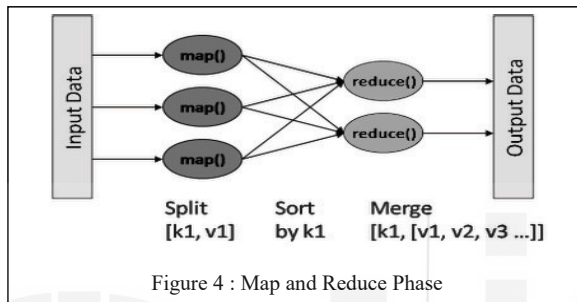 Input Data
map()
map()
map()
reduce()
reduce()
Output Data
Split Sort Merge
[k1, v1] by k1 [k1, [v1, v2, v3 ...]]
Figure 4 : Map and Reduce Phase